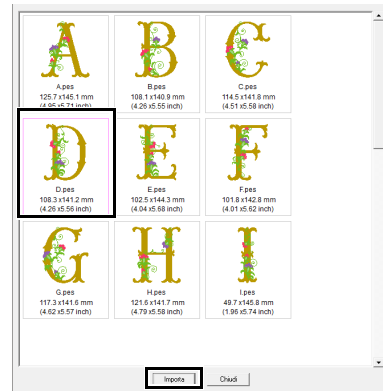 A.pes B.pes C.pes
125.7 x145.1 mm 108.1 x140.9 mm 114.5 x141.8 mm
(4.95 x5.71 inch) (4.26 x5.55 inch) (4.51 x5.58 inch)
D.pes E.pes F.pes
108.3 x141.2 mm 102.5 x144.3 mm 101.8 x142.8 mm
(4.26 x5.56 inch) (4.04 x5.68 inch) (4.01 x5.62 inch)
G.pes H.pes I.pes
117.3 x141.6 mm 121.6 x141.7 mm 49.7 x145.8 mm
(4.62 x5.57 inch) (4.79 x5.58 inch) (1.96 x5.74 inch)
Importa Chiudi